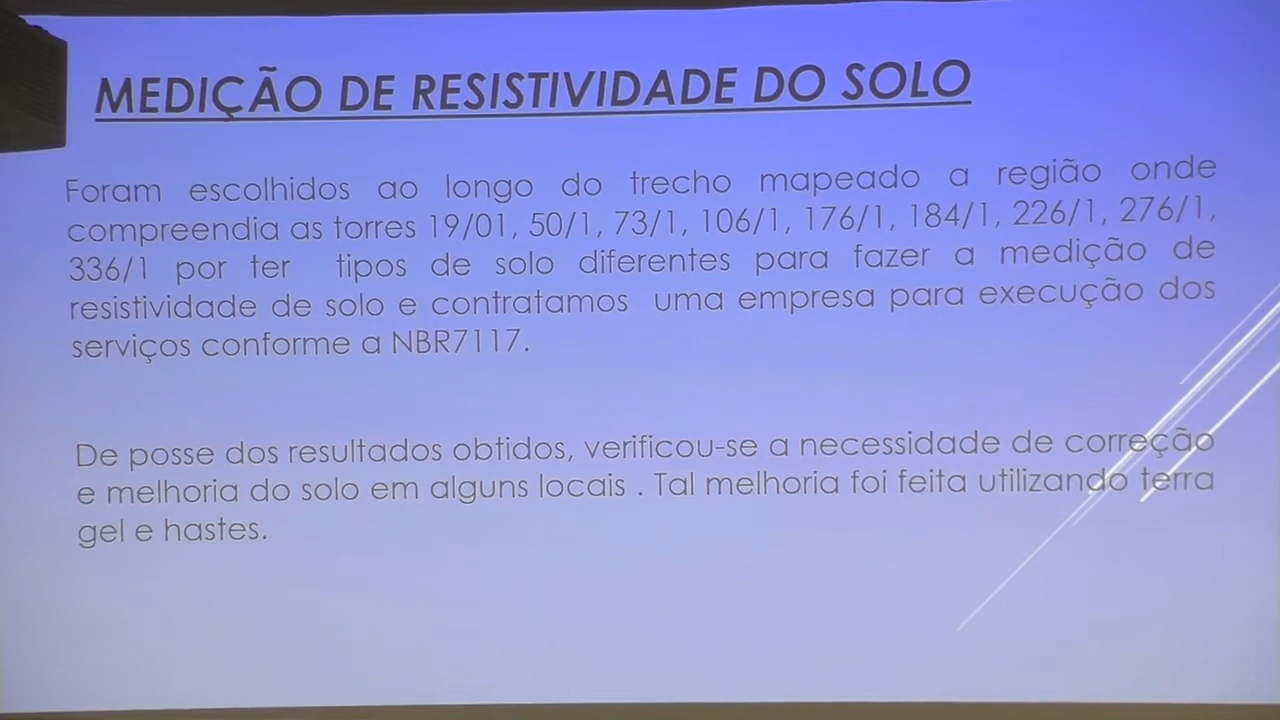 MEDIÇÃO DE RESISTIVIDADE DO SOLO
Foram escolhidos ao longo do trecho mapeado a região onde
compreendia as torres 19/01, 50/1, 73/1, 106/1, 176/1, 184/1, 226/1, 276/1,
336/1 por ter tipos de solo diferentes para fazer a medição de
resistividade de solo e contratamos uma empresa para execução dos
serviços conforme a NBR7117.
De posse dos resultados obtidos, verificou-se a necessidade de correção
e melhoria do solo em alguns locais . Tal melhoria foi feita utilizando terra
gel e hastes.